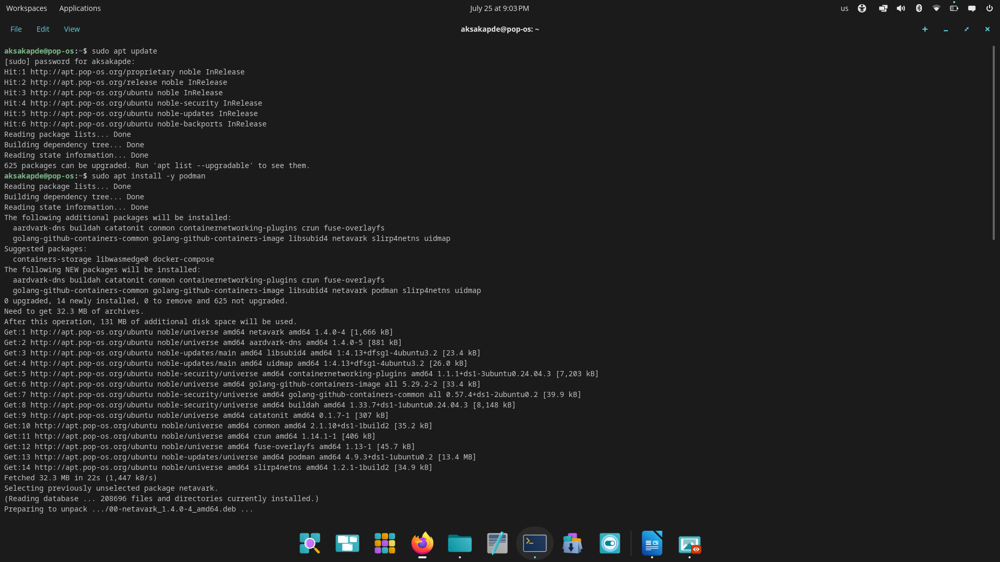 Workspaces Applications July 25 at 9:03 PM us
File Edit View aksakapde@pop-os: ~
aksakapde@pop-os:~$ sudo apt update
[sudo] password for aksakapde:
Hit:1 http://apt.pop-os.org/proprietary noble InRelease
Hit:2 http://apt.pop-os.org/release noble InRelease
Hit:3 http://apt.pop-os.org/ubuntu noble InRelease
Hit:4 http://apt.pop-os.org/ubuntu noble-security InRelease
Hit:5 http://apt.pop-os.org/ubuntu noble-updates InRelease
Hit:6 http://apt.pop-os.org/ubuntu noble-backports InRelease
Reading package lists... Done
Building dependency tree... Done
Reading state information... Done
625 packages can be upgraded. Run 'apt list --upgradable' to see them.
aksakapde@pop-os:~$ sudo apt install -y podman
Reading package lists... Done
Building dependency tree... Done
Reading state information... Done
The following additional packages will be installed:
  aardvark-dns buildah catatonit conmon containernetworking-plugins crun fuse-overlayfs
  golang-github-containers-common golang-github-containers-image libsubid4 netavark slirp4netns uidmap
Suggested packages:
  containers-storage libwasmedge0 docker-compose
The following NEW packages will be installed:
  aardvark-dns buildah catatonit conmon containernetworking-plugins crun fuse-overlayfs
  golang-github-containers-common golang-github-containers-image libsubid4 netavark podman slirp4netns uidmap
0 upgraded, 14 newly installed, 0 to remove and 625 not upgraded.
Need to get 32.3 MB of archives.
After this operation, 131 MB of additional disk space will be used.
Get:1 http://apt.pop-os.org/ubuntu noble/universe amd64 netavark amd64 1.4.0-4 [1,666 kB]
Get:2 http://apt.pop-os.org/ubuntu noble/universe amd64 aardvark-dns amd64 1.4.0-5 [881 kB]
Get:3 http://apt.pop-os.org/ubuntu noble-updates/main amd64 libsubid4 amd64 1:4.13+dfsg1-4ubuntu3.2 [23.4 kB]
Get:4 http://apt.pop-os.org/ubuntu noble-updates/main amd64 uidmap amd64 1:4.13+dfsg1-4ubuntu3.2 [26.0 kB]
Get:5 http://apt.pop-os.org/ubuntu noble-security/universe amd64 containernetworking-plugins amd64 1.1.1+ds1-3ubuntu0.24.04.3 [7,203 kB]
Get:6 http://apt.pop-os.org/ubuntu noble/universe amd64 golang-github-containers-image all 5.29.2-2 [33.4 kB]
Get:7 http://apt.pop-os.org/ubuntu noble-security/universe amd64 golang-github-containers-common all 0.57.4+ds1-2ubuntu0.2 [39.9 kB]
Get:8 http://apt.pop-os.org/ubuntu noble-security/universe amd64 buildah amd64 1.33.7+ds1-1ubuntu0.24.04.3 [8,148 kB]
Get:9 http://apt.pop-os.org/ubuntu noble/universe amd64 catatonit amd64 0.1.7-1 [307 kB]
Get:10 http://apt.pop-os.org/ubuntu noble/universe amd64 conmon amd64 2.1.10+ds1-1build2 [35.2 kB]
Get:11 http://apt.pop-os.org/ubuntu noble/universe amd64 crun amd64 1.14.1-1 [406 kB]
Get:12 http://apt.pop-os.org/ubuntu noble/universe amd64 fuse-overlayfs amd64 1.13-1 [45.7 kB]
Get:13 http://apt.pop-os.org/ubuntu noble-updates/universe amd64 podman amd64 4.9.3+ds1-1ubuntu0.2 [13.4 MB]
Get:14 http://apt.pop-os.org/ubuntu noble/universe amd64 slirp4netns amd64 1.2.1-1build2 [34.9 kB]
Fetched 32.3 MB in 22s (1,447 kB/s)
Selecting previously unselected package netavark.
(Reading database ... 208696 files and directories currently installed.)
Preparing to unpack .../00-netavark_1.4.0-4_amd64.deb ...